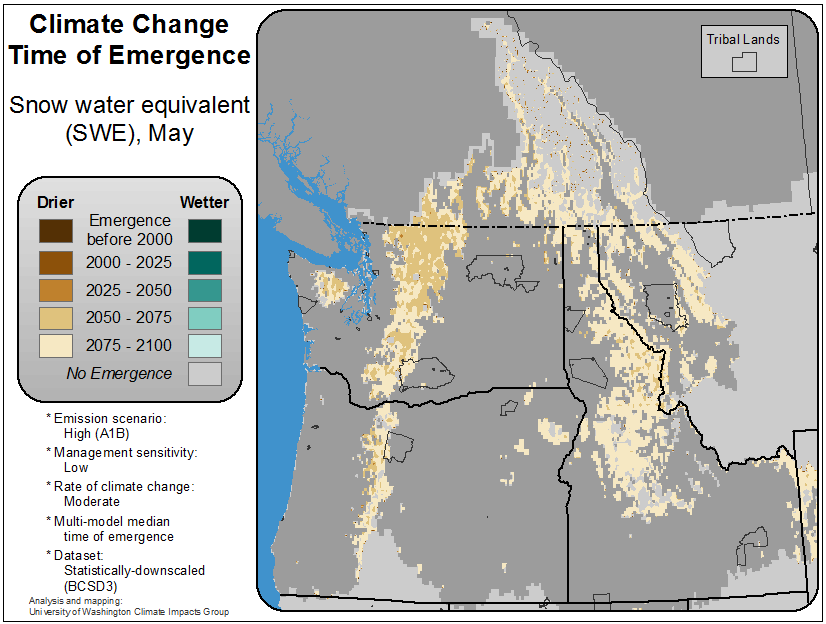 Climate Change
Time of Emergence
Snow water equivalent
(SWE), May
Drier
Wetter
Emergence
before 2000
2000 - 2025
2025 - 2050
2050 - 2075
2075 - 2100
No Emergence
* Emission scenario:
High (A1B)
* Management sensitivity:
Low
* Rate of climate change:
Moderate
* Multi-model median
time of emergence
* Dataset:
Statistically-downscaled
(BCSD3)
Analysis and mapping:
University of Washington Climate Impacts Group
Tribal Lands